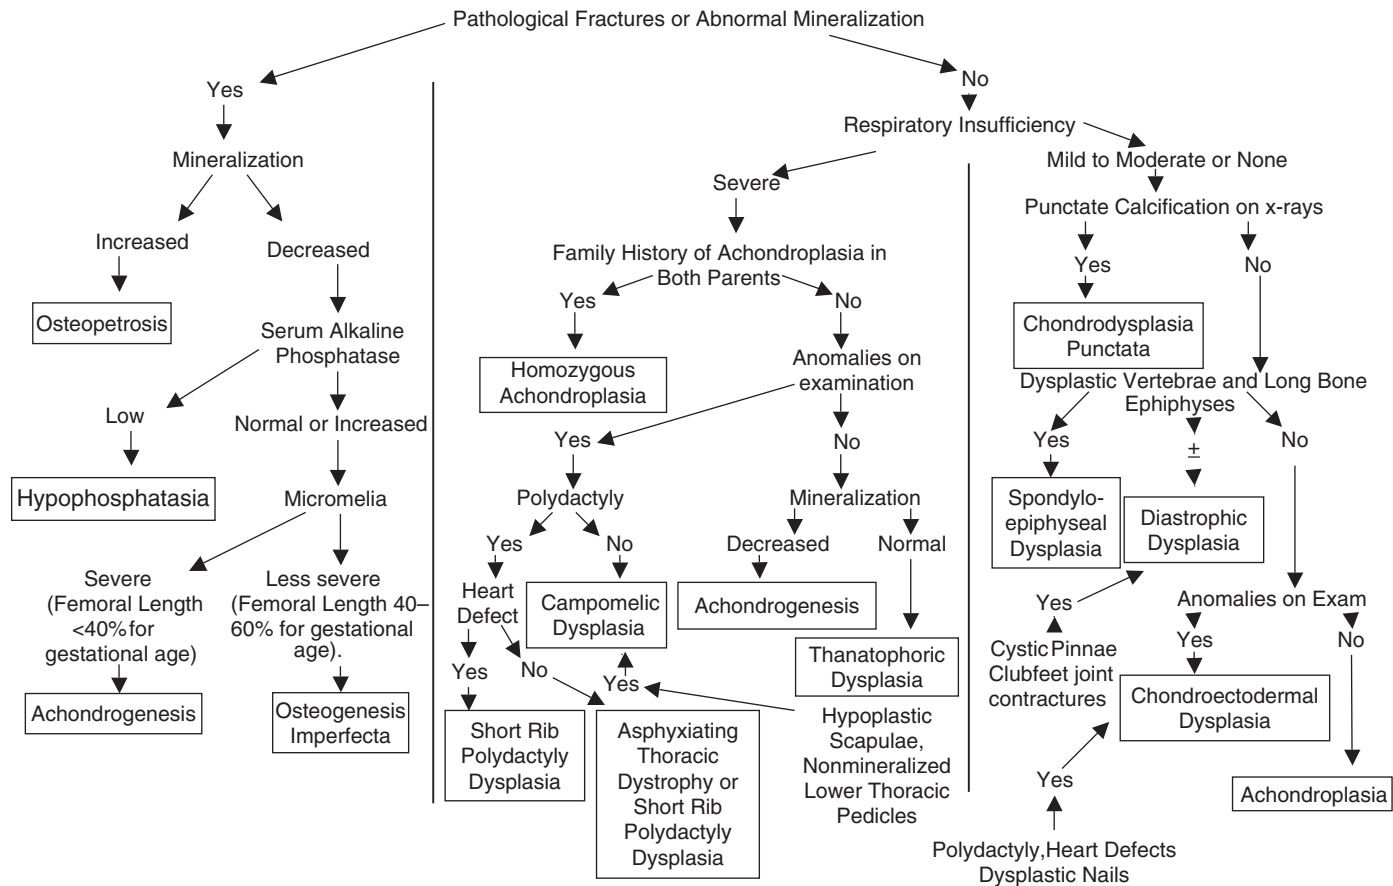 Pathological Fractures or Abnormal Mineralization
Yes
Mineralization
Increased
Decreased
Osteopetrosis
Serum Alkaline
Phosphatase
Low
Normal or Increased
Hypophosphatasia
Micromelia
Severe
(Femoral Length
<40%for
gestational age)
Less severe
(Femoral Length 40–
60% for gestational
age).
Achondrogenesis
Osteogenesis
Imperfecta
No
Respiratory Insufficiency
Severe
Family History of Achondroplasia in
Both Parents
Yes
No
Homozygous
Achondroplasia
Anomalies on
examination
Yes
No
Polydactyly
Mineralization
Yes
No
Decreased
Normal
Heart
Defect
Campomelic
Dysplasia
Achondrogenesis
Thanatophoric
Dysplasia
Yes
No
Yes
Short Rib
Polydactyly
Dysplasia
Asphyxiating
Thoracic
Dystrophy or
Short Rib
Polydactyly
Dysplasia
Hypoplastic
Scapulae,
Nonmineralized
Lower Thoracic
Pedicles
Mild to Moderate or None
Punctate Calcification on x-rays
Yes
No
Chondrodysplasia
Punctata
Dysplastic Vertebrae and Long Bone
Ephiphyses
Yes
±
No
Spondylo-
epiphyseal
Dysplasia
Diastrophic
Dysplasia
Yes
Cystic Pinnae
Clubfeet joint
contractures
Anomalies on Exam
Yes
No
Chondroectodermal
Dysplasia
Yes
Achondroplasia
Polydactyly,Heart Defects
Dysplastic Nails